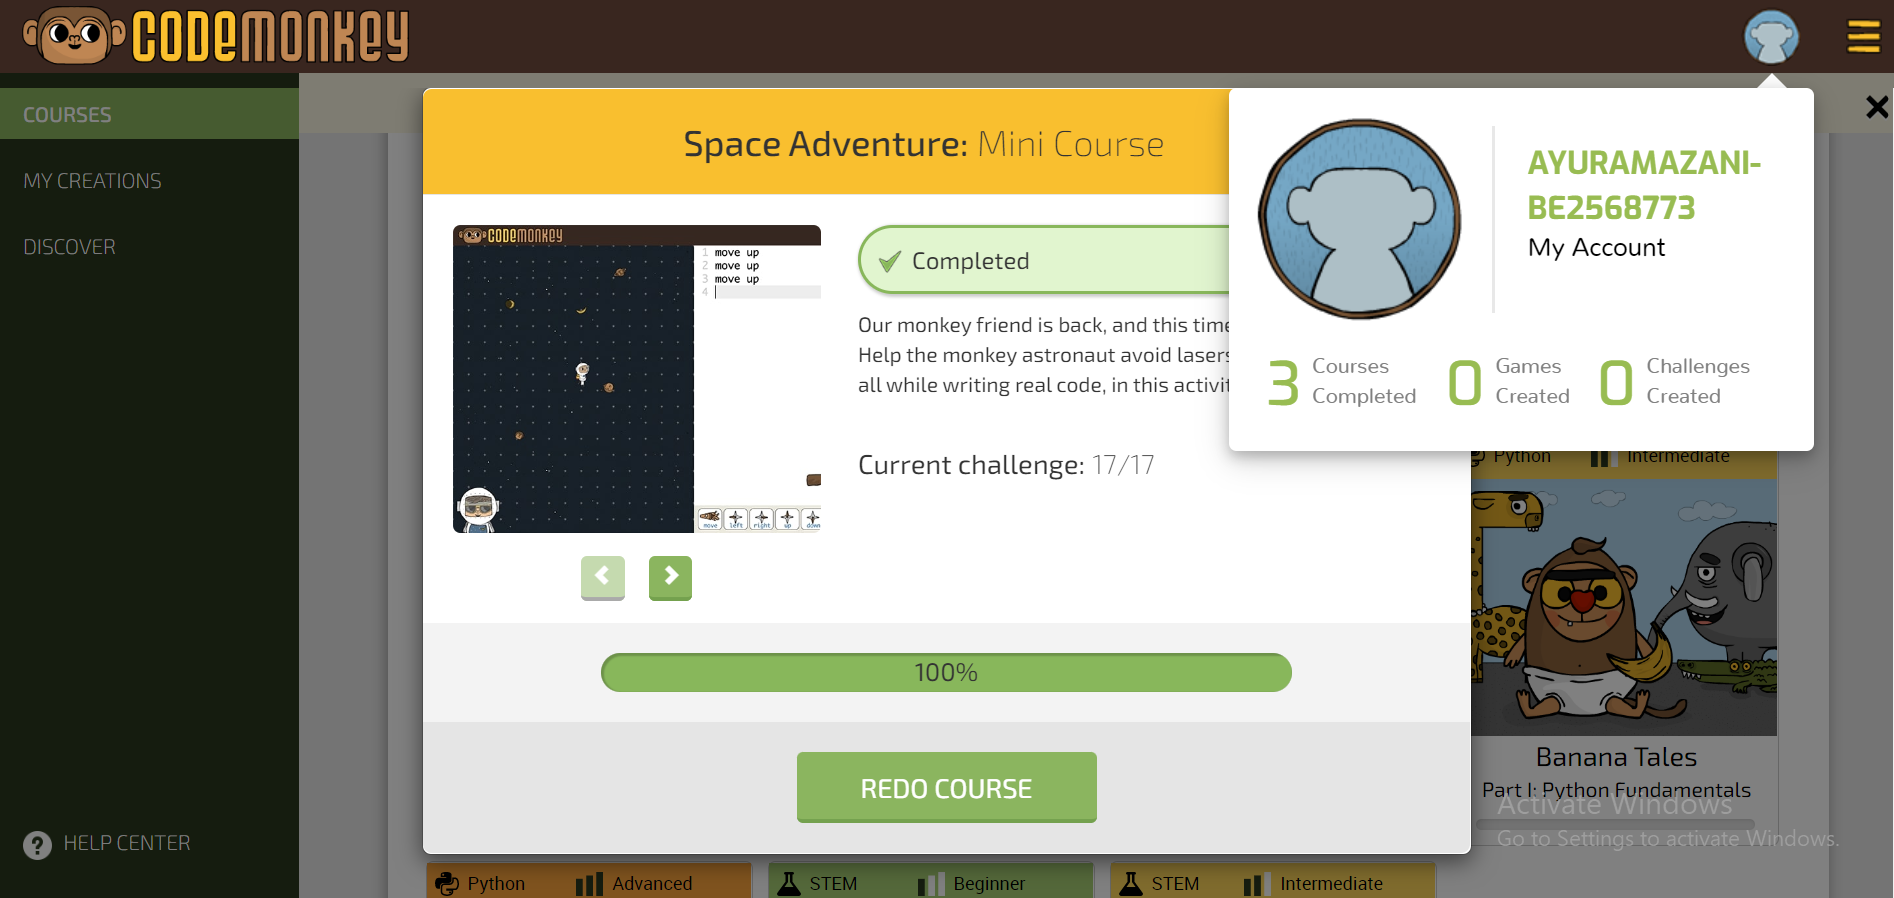 CODEMONKEY
COURSES
MY CREATIONS
DISCOVER
HELP CENTER
Space Adventure: Mini Course
CODEMONKEY
1 move up
2 move up
3 move up
4
move left right up down
Completed
Our monkey friend is back, and this time
Help the monkey astronaut avoid lasers
all while writing real code, in this activit
Current challenge: 17/17
100%
REDO COURSE
AYURAMAZANI-
BE2568773
My Account
3 Courses Completed
0 Games Created
0 Challenges Created
Python Intermediate
Banana Tales
Part I: Python Fundamentals
Activate Windows
Go to Settings to activate Windows.
Python Advanced
STEM Beginner
STEM Intermediate